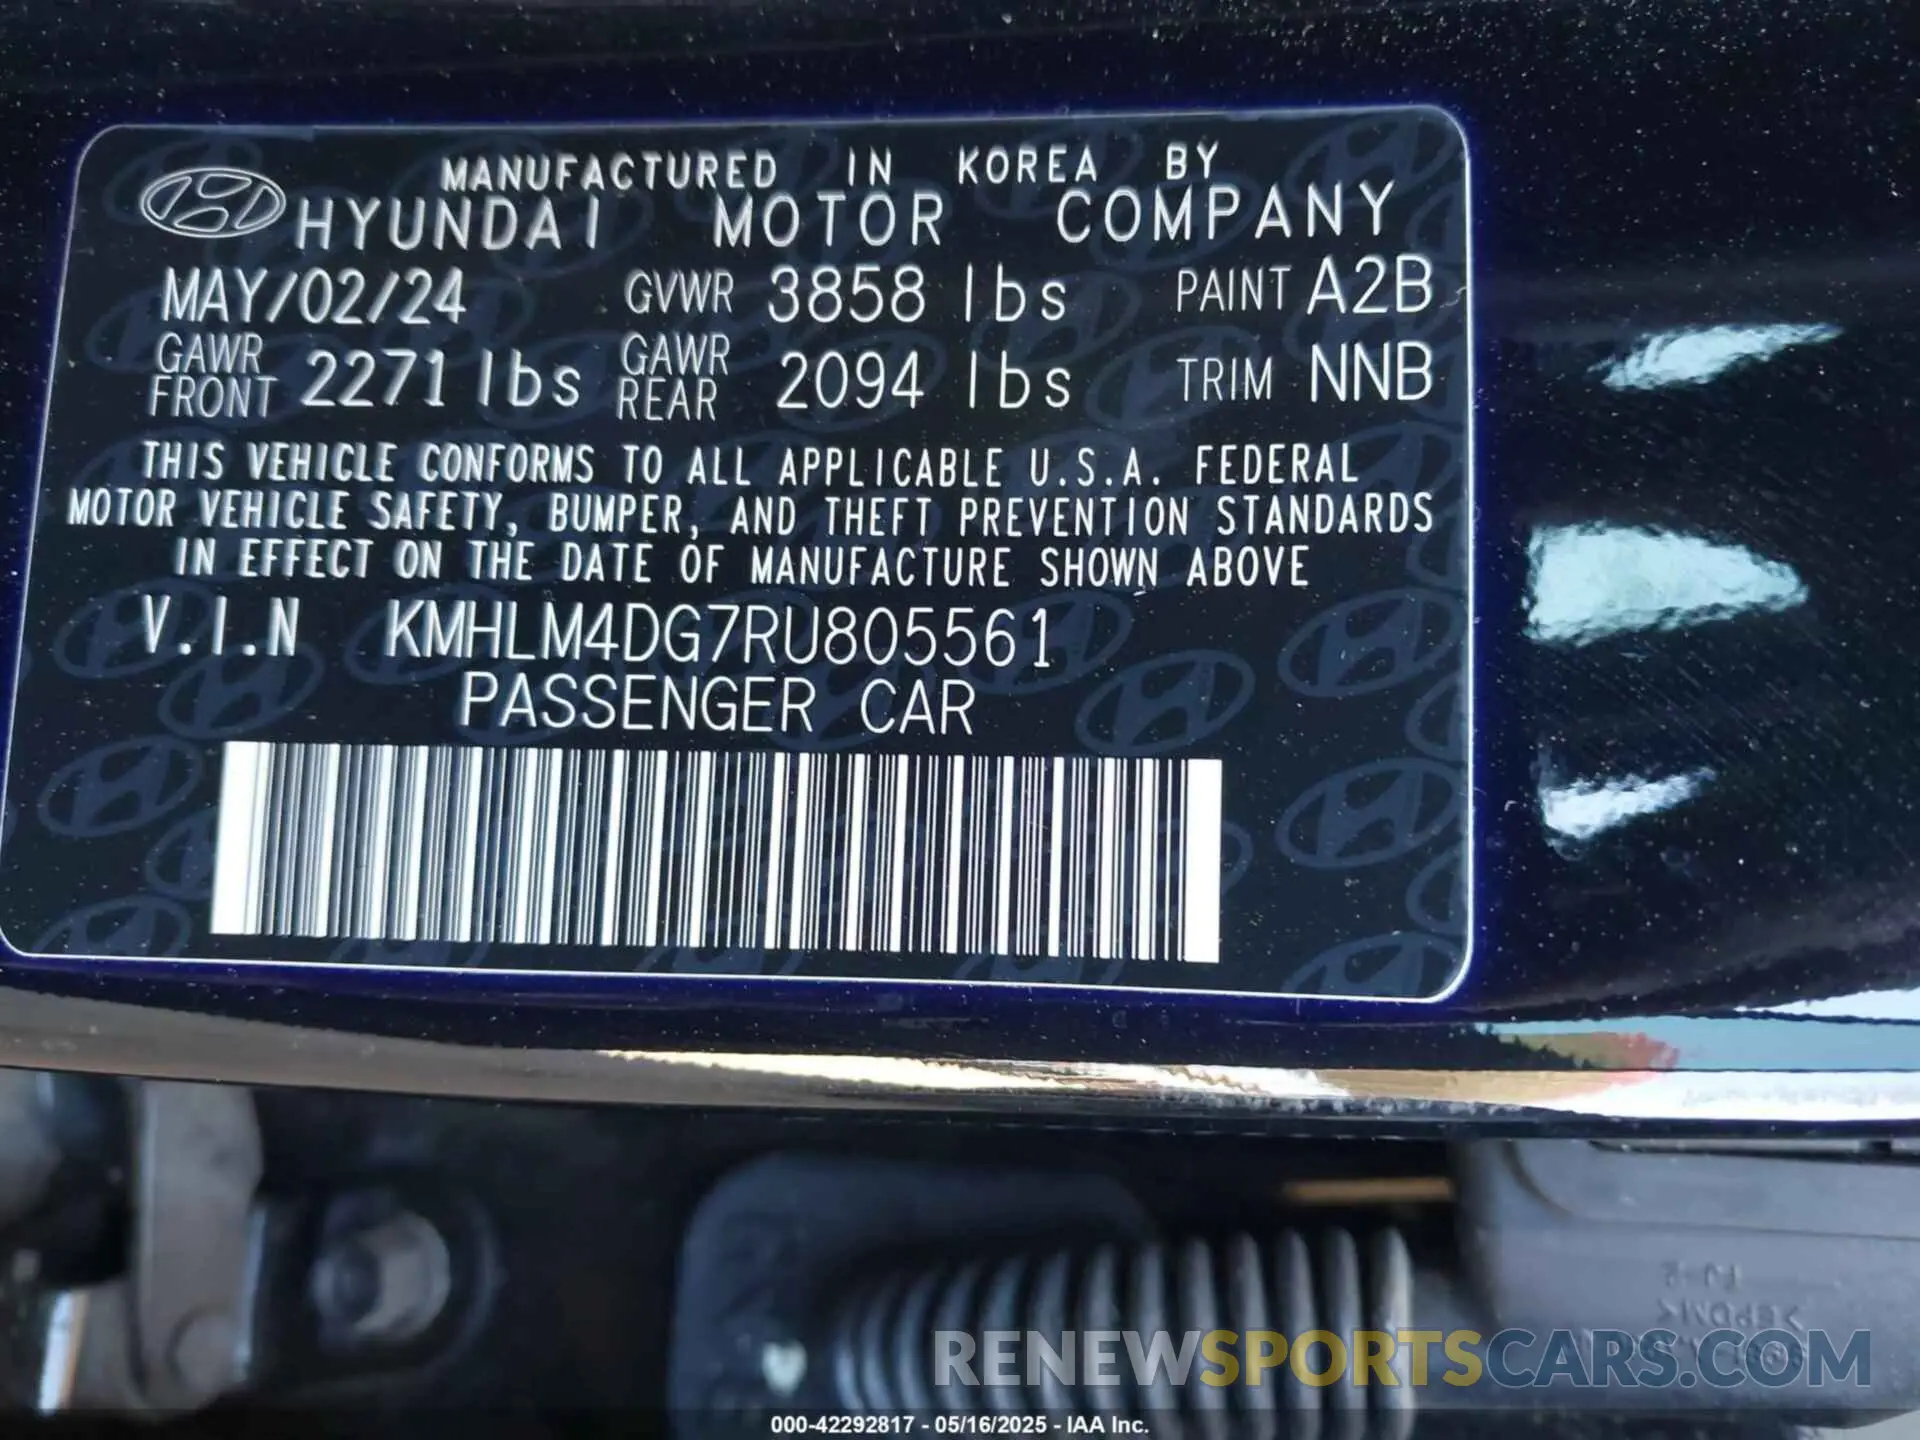 MANUFACTURED IN KOREA BY
HYUNDAI MOTOR COMPANY
MAY/02/24 GVWR 3858 lbs PAINT A2B
GAWR FRONT 2271 lbs GAWR REAR 2094 lbs TRIM NNB
THIS VEHICLE CONFORMS TO ALL APPLICABLE U.S.A. FEDERAL
MOTOR VEHICLE SAFETY, BUMPER, AND THEFT PREVENTION STANDARDS
IN EFFECT ON THE DATE OF MANUFACTURE SHOWN ABOVE
V.I.N KMHLM4DG7RU805561
PASSENGER CAR
>EPDM<
RENEWSPORTSCARS.COM
000-42292817 - 05/16/2025 - IAA Inc.